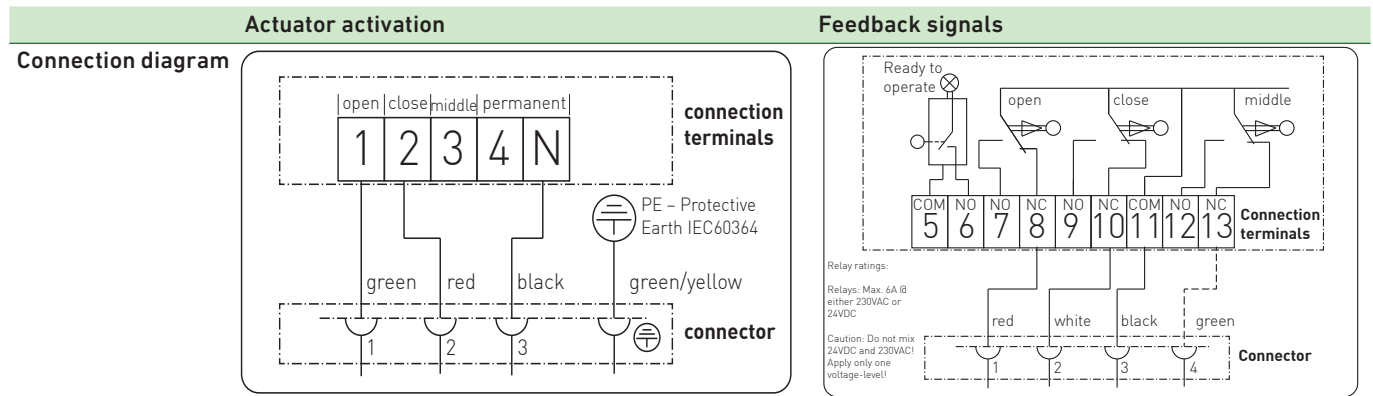 Actuator activation
Feedback signals
Connection diagram
open close middle permanent
1 2 3 4 N
connection
terminals
PE – Protective
Earth IEC60364
green red black green/yellow
connector
1 2 3
Ready to
operate
open close middle
COM NO NO NC NO NC COM NO NC
5 6 7 8 9 10 11 12 13
Connection
terminals
Relay ratings:
Relays: Max. 6A @
either 230VAC or
24VDC
Caution: Do not mix
24VDC and 230VAC!
Apply only one
voltage-level!
red white black green
Connector
1 2 3 4